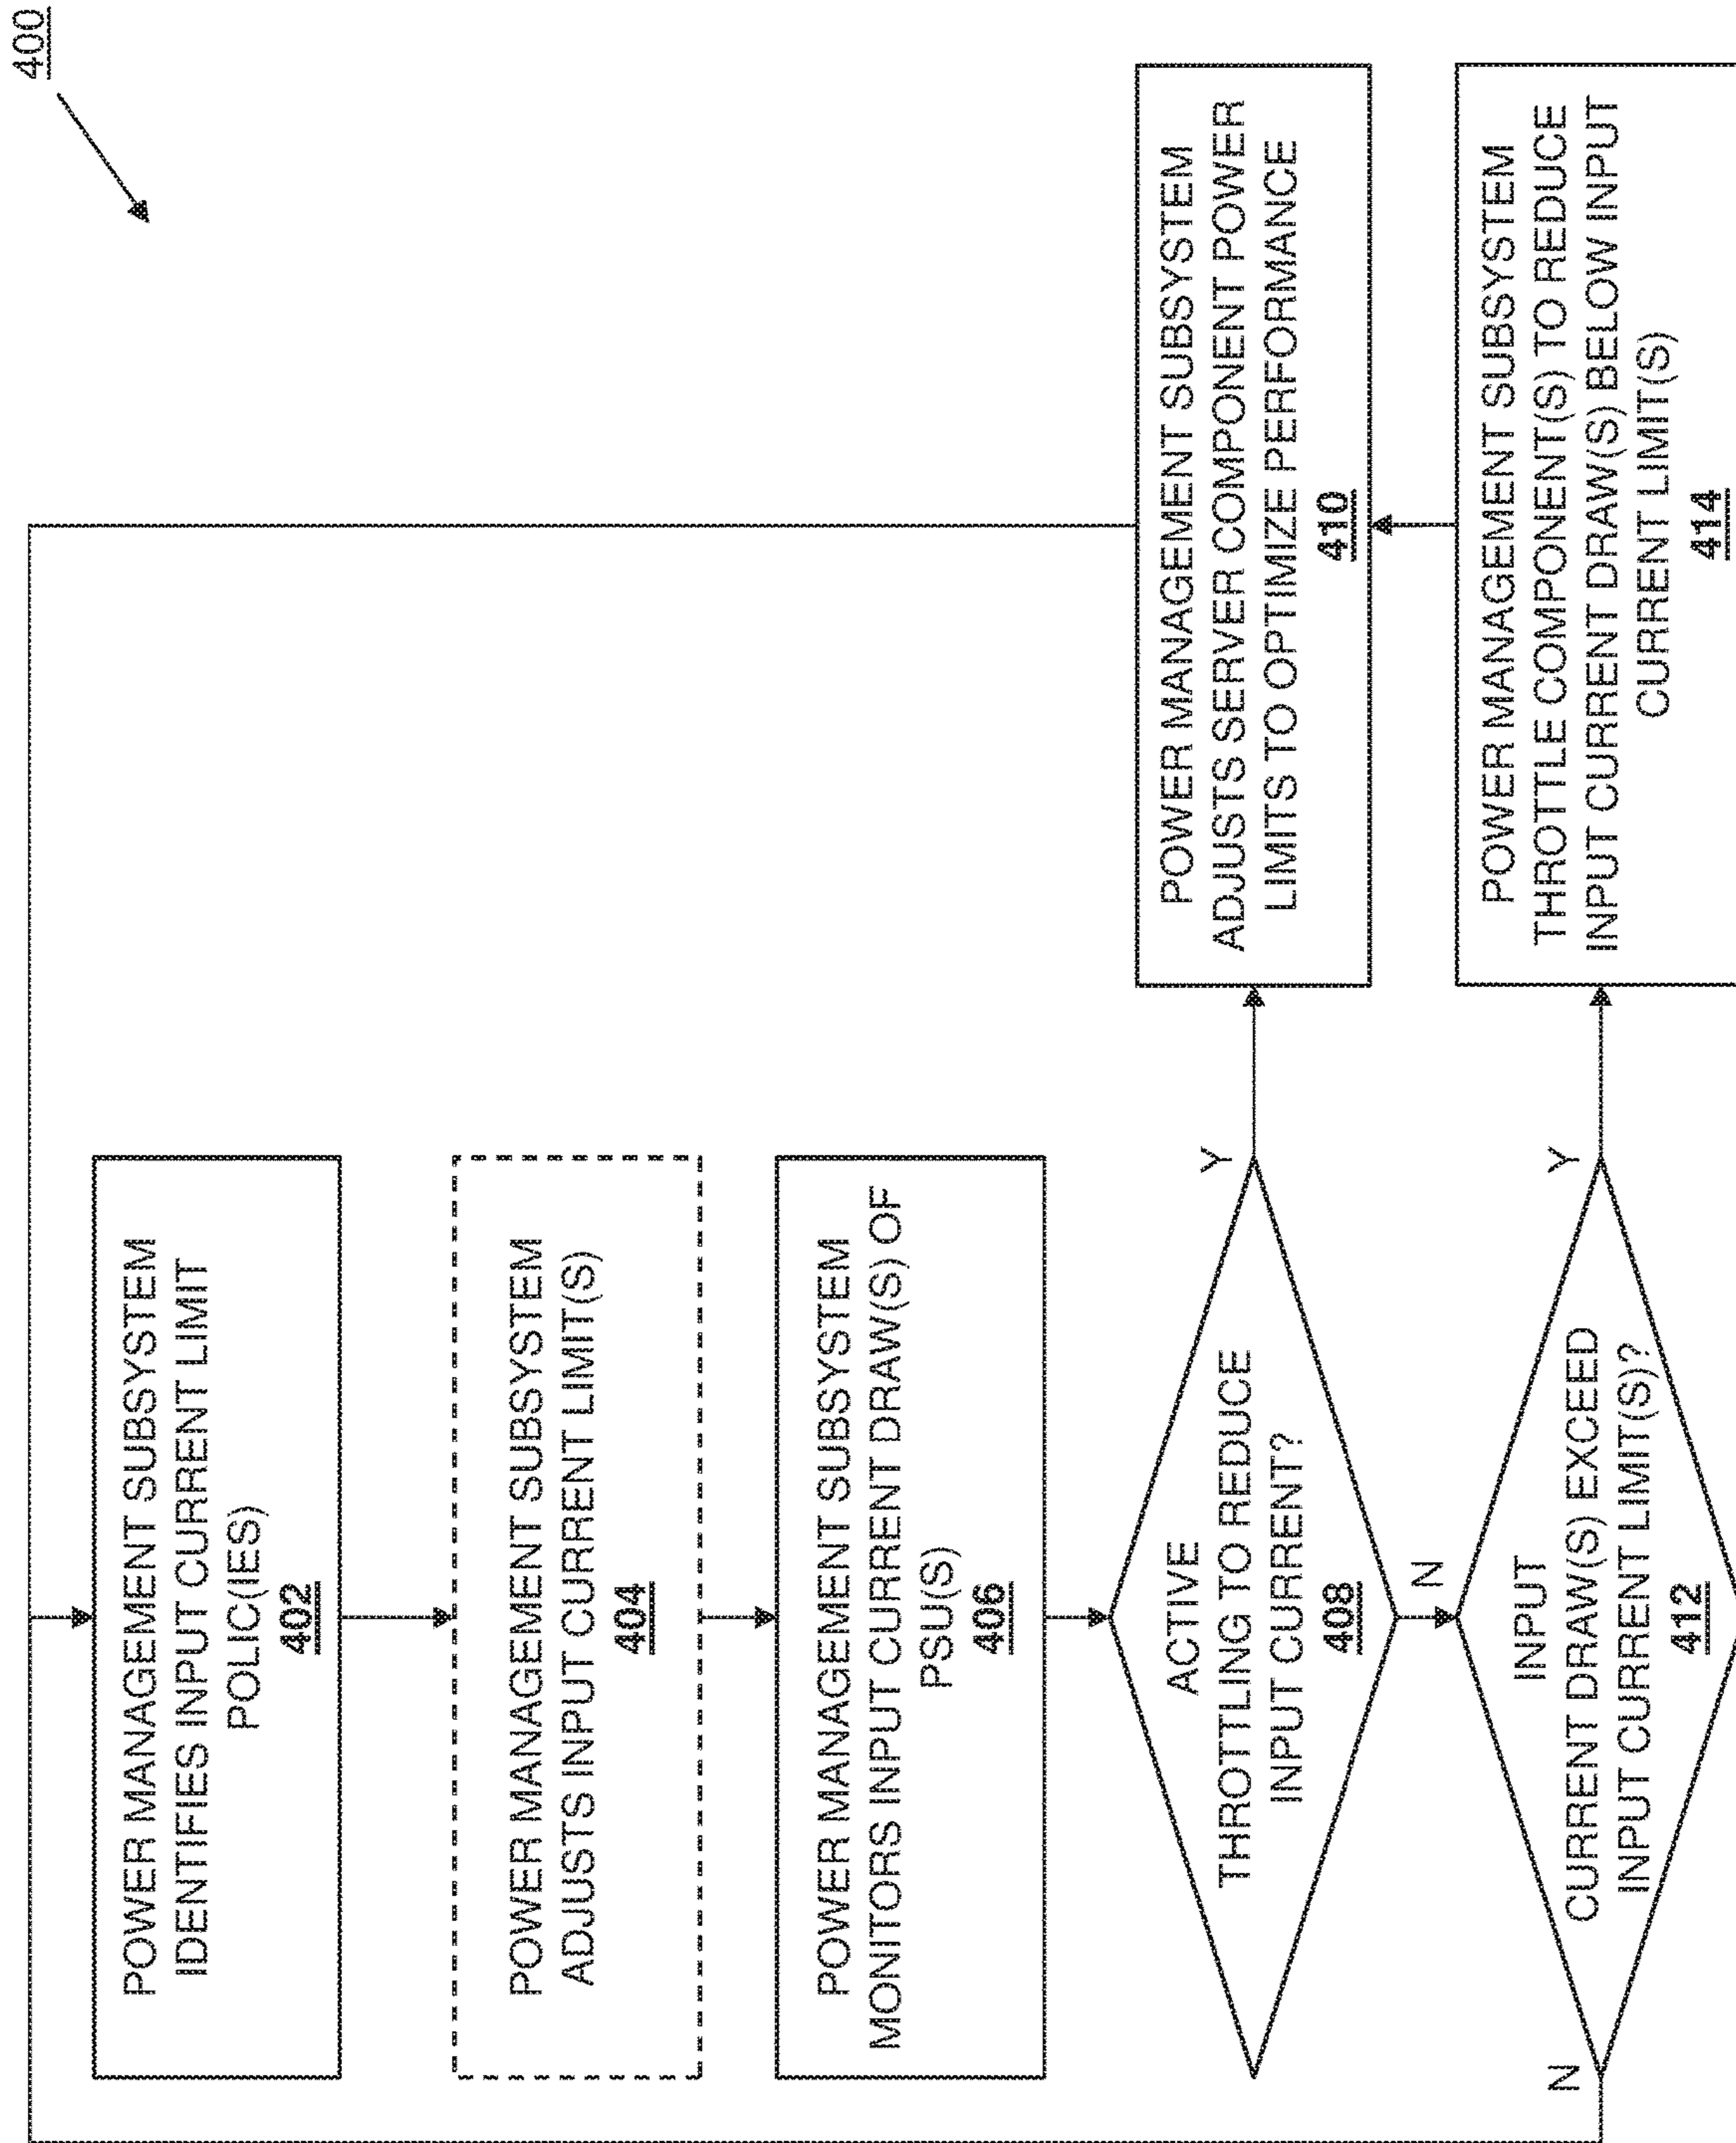 400
POWER MANAGEMENT SUBSYSTEM
IDENTIFIES INPUT CURRENT LIMIT
POLIC(IES)
402
POWER MANAGEMENT SUBSYSTEM
ADJUSTS INPUT CURRENT LIMIT(S)
404
POWER MANAGEMENT SUBSYSTEM
MONITORS INPUT CURRENT DRAW(S) OF
PSU(S)
406
ACTIVE
THROTTLING TO REDUCE
INPUT CURRENT?
408
Y
N
POWER MANAGEMENT SUBSYSTEM
ADJUSTS SERVER COMPONENT POWER
LIMITS TO OPTIMIZE PERFORMANCE
410
INPUT
CURRENT DRAW(S) EXCEED
INPUT CURRENT LIMIT(S)?
412
N
Y
POWER MANAGEMENT SUBSYSTEM
THROTTLE COMPONENT(S) TO REDUCE
INPUT CURRENT DRAW(S) BELOW INPUT
CURRENT LIMIT(S)
414